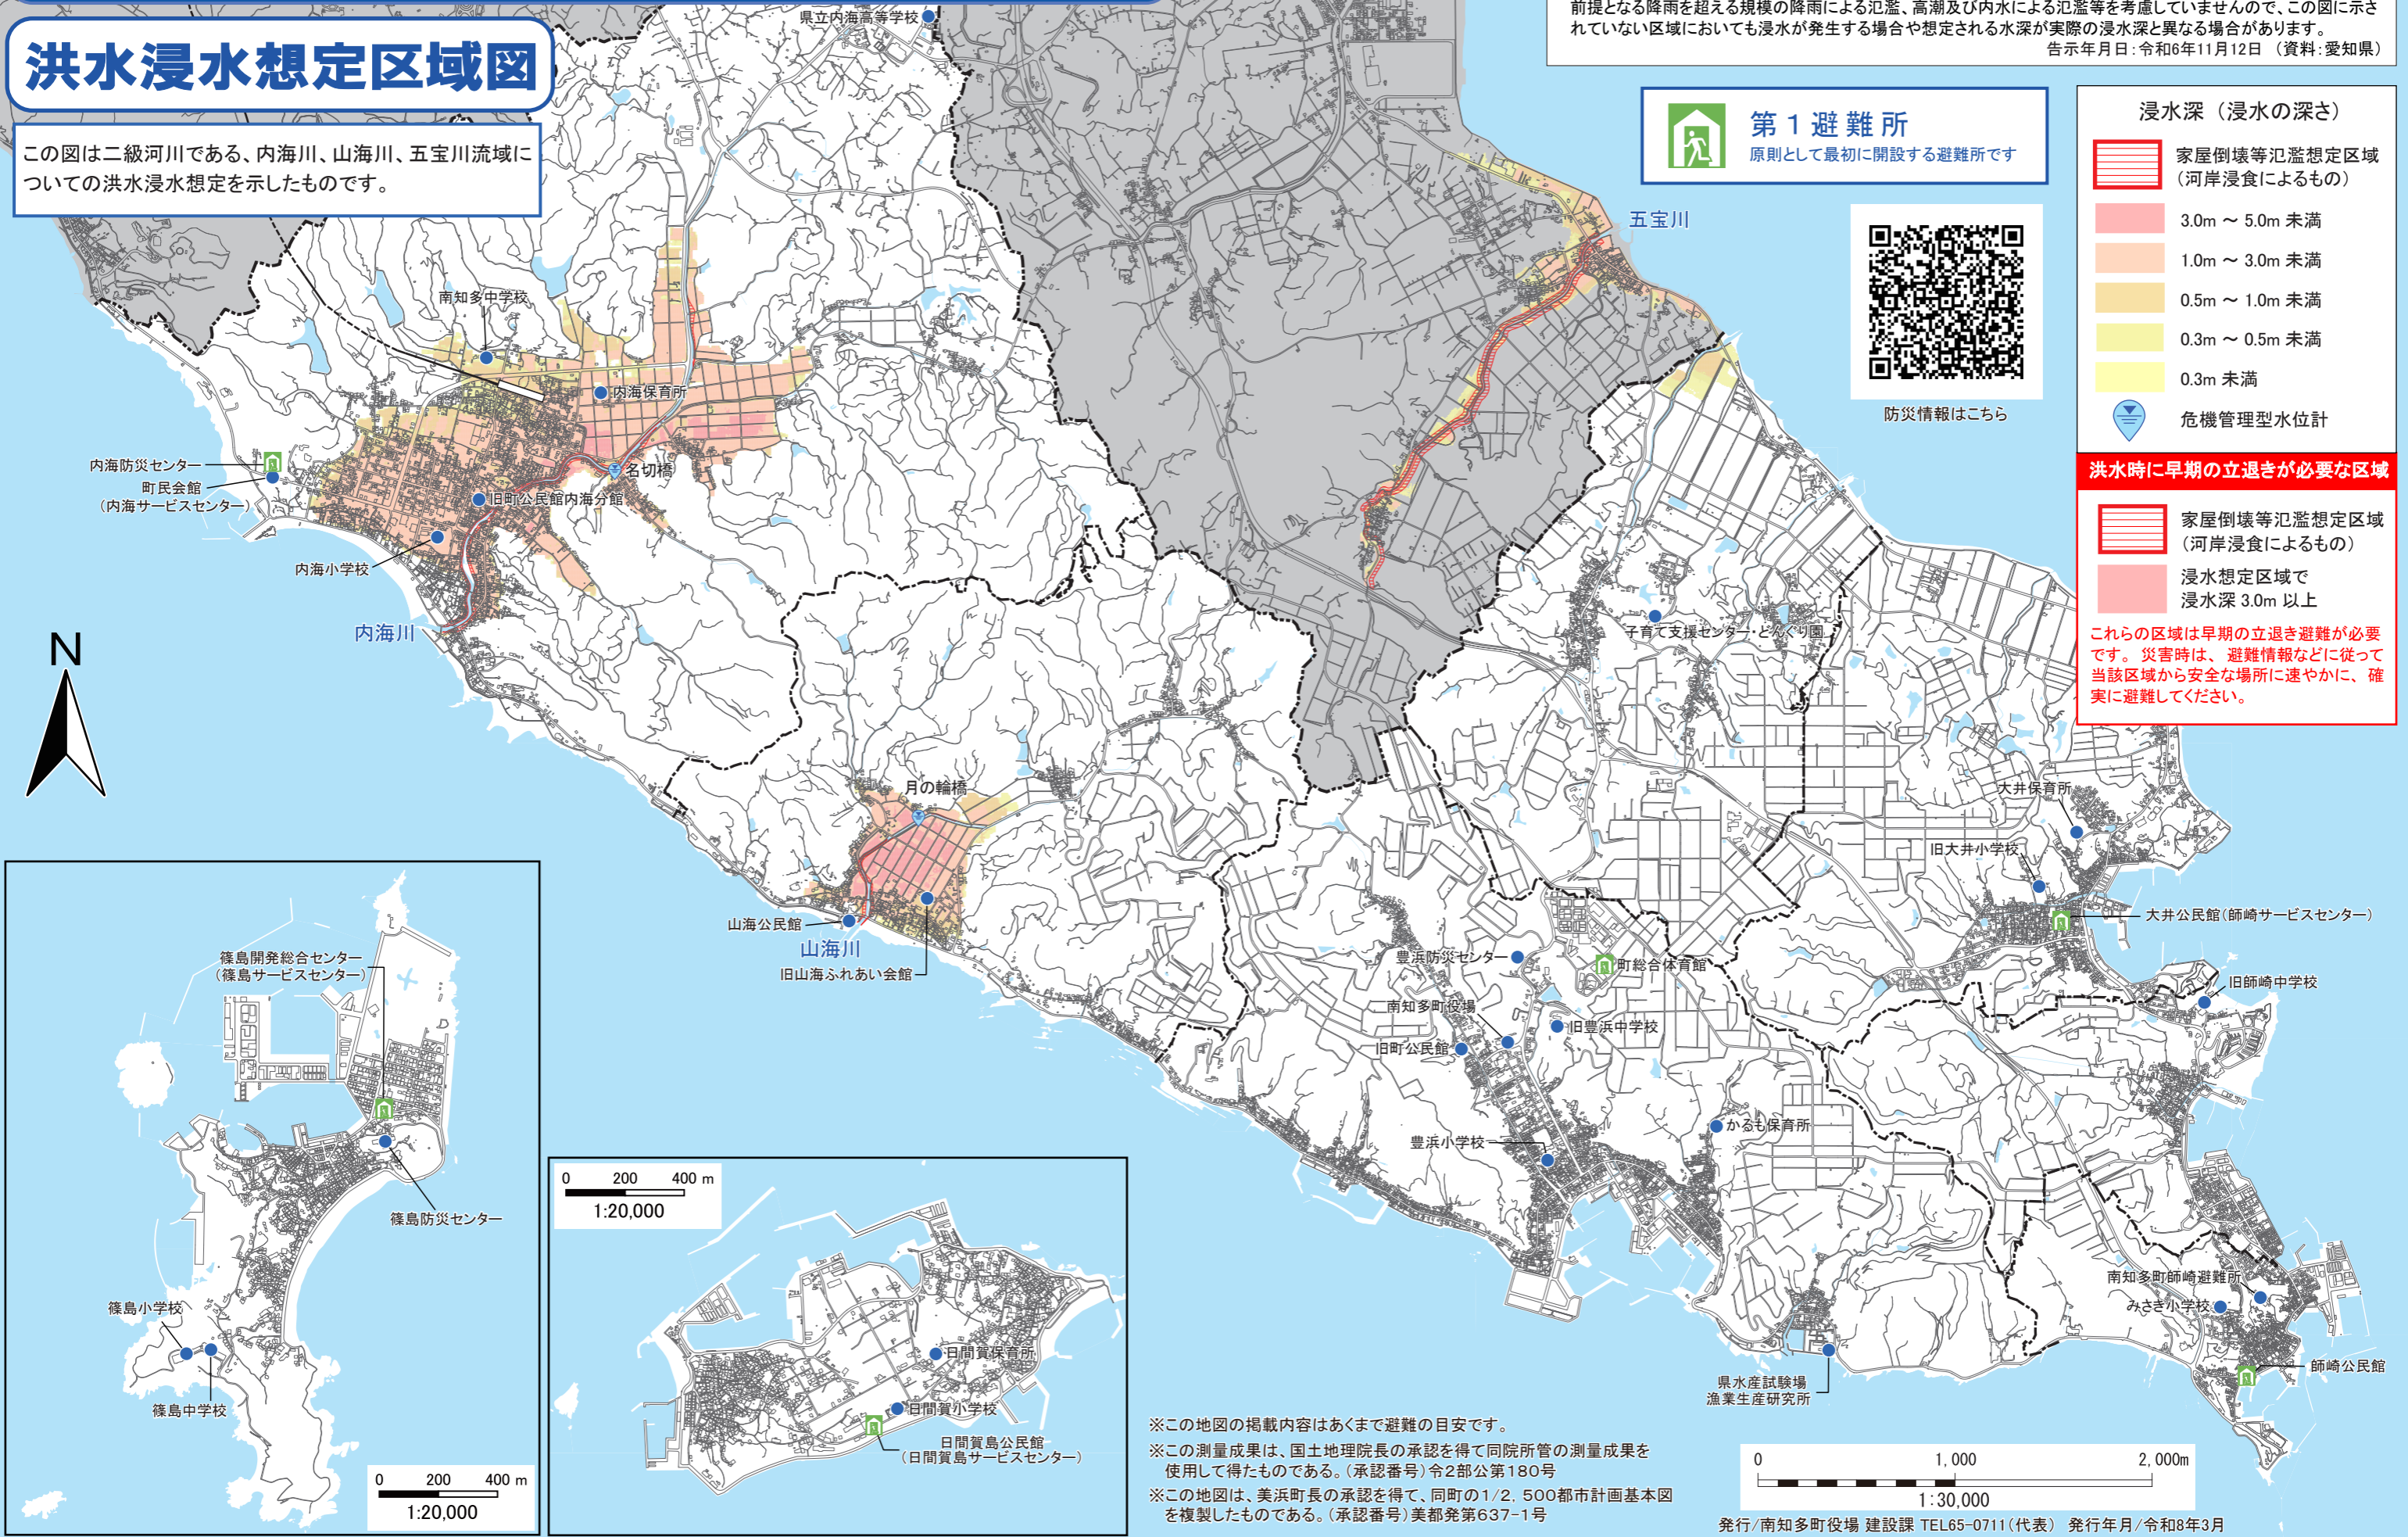 洪水浸水想定区域図
この図は二級河川である、内海川、山海川、五宝川流域に
ついての洪水浸水想定を示したものです。
前提となる降雨を超える規模の降雨による氾濫、高潮及び内水による氾濫等を考慮していませんので、この図に示さ
れていない区域においても浸水が発生する場合や想定される水深が実際の浸水深と異なる場合があります。
告示年月日：令和6年11月12日 （資料：愛知県）
第1避難所
原則として最初に開設する避難所です
防災情報はこちら
浸水深（浸水の深さ）
家屋倒壊等氾濫想定区域
（河岸浸食によるもの）
3.0m ～ 5.0m 未満
1.0m ～ 3.0m 未満
0.5m ～ 1.0m 未満
0.3m ～ 0.5m 未満
0.3m 未満
危機管理型水位計
洪水時に早期の立退きが必要な区域
家屋倒壊等氾濫想定区域
（河岸浸食によるもの）
浸水想定区域で
浸水深 3.0m 以上
これらの区域は早期の立退き避難が必要
です。 災害時は、避難情報などに従って
当該区域から安全な場所に速やかに、確
実に避難してください。
県立内海高等学校
五宝川
南知多中学校
内海保育所
内海防災センター
町民会館
（内海サービスセンター）
名切橋
旧町公民館内海分館
内海小学校
内海川
N
子育て支援センター・どんぐり園
月の輪橋
山海公民館
山海川
旧山海ふれあい会館
大井保育所
旧大井小学校
大井公民館（師崎サービスセンター）
旧師崎中学校
豊浜防災センター
町総合体育館
南知多町役場
旧豊浜中学校
旧町公民館
かるも保育所
豊浜小学校
南知多町師崎避難所
みさき小学校
師崎公民館
県水産試験場
漁業生産研究所
篠島開発総合センター
（篠島サービスセンター）
篠島防災センター
篠島小学校
篠島中学校
0 200 400 m
1:20,000
0 200 400 m
1:20,000
日間賀保育所
日間賀小学校
日間賀島公民館
（日間賀島サービスセンター）
※この地図の掲載内容はあくまで避難の目安です。
※この測量成果は、国土地理院長の承認を得て同院所管の測量成果を
使用して得たものである。（承認番号）令2部公第180号
※この地図は、美浜町長の承認を得て、同町の1/2，500都市計画基本図
を複製したものである。（承認番号）美都発第637-1号
0 1,000 2,000m
1:30,000
発行/南知多町役場 建設課 TEL65-0711（代表） 発行年月/令和8年3月